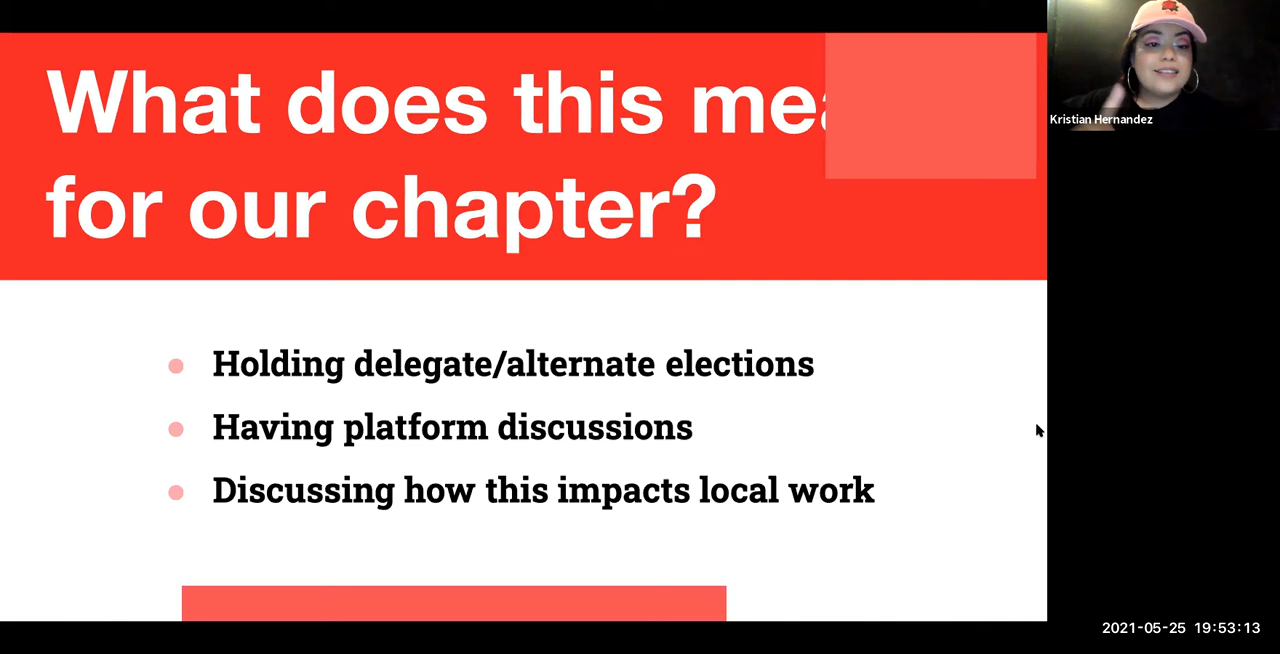 What does this mea
for our chapter?
Kristian Hernandez
Holding delegate/alternate elections
Having platform discussions
Discussing how this impacts local work
2021-05-25 19:53:13